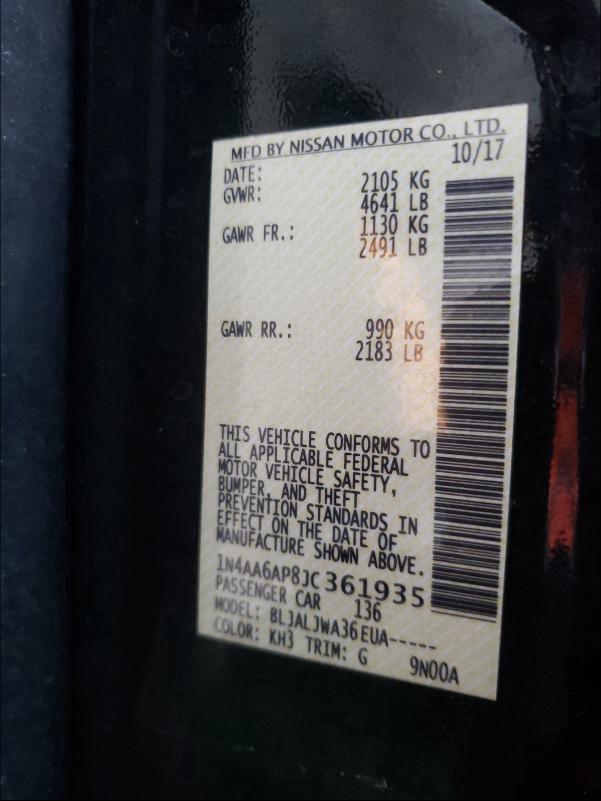 MFD BY NISSAN MOTOR CO., LTD.
DATE: 10/17
GVWR: 2105 KG
4641 LB
GAWR FR.: 1130 KG
2491 LB
GAWR RR.: 990 KG
2183 LB
THIS VEHICLE CONFORMS TO
ALL APPLICABLE FEDERAL
MOTOR VEHICLE SAFETY,
BUMPER, AND THEFT
PREVENTION STANDARDS IN
EFFECT ON THE DATE OF
MANUFACTURE SHOWN ABOVE.
1N4AA6AP8JC361935
PASSENGER CAR 136
MODEL: BLJALJWA36EUA-----
COLOR: KH3 TRIM: G 9N00A